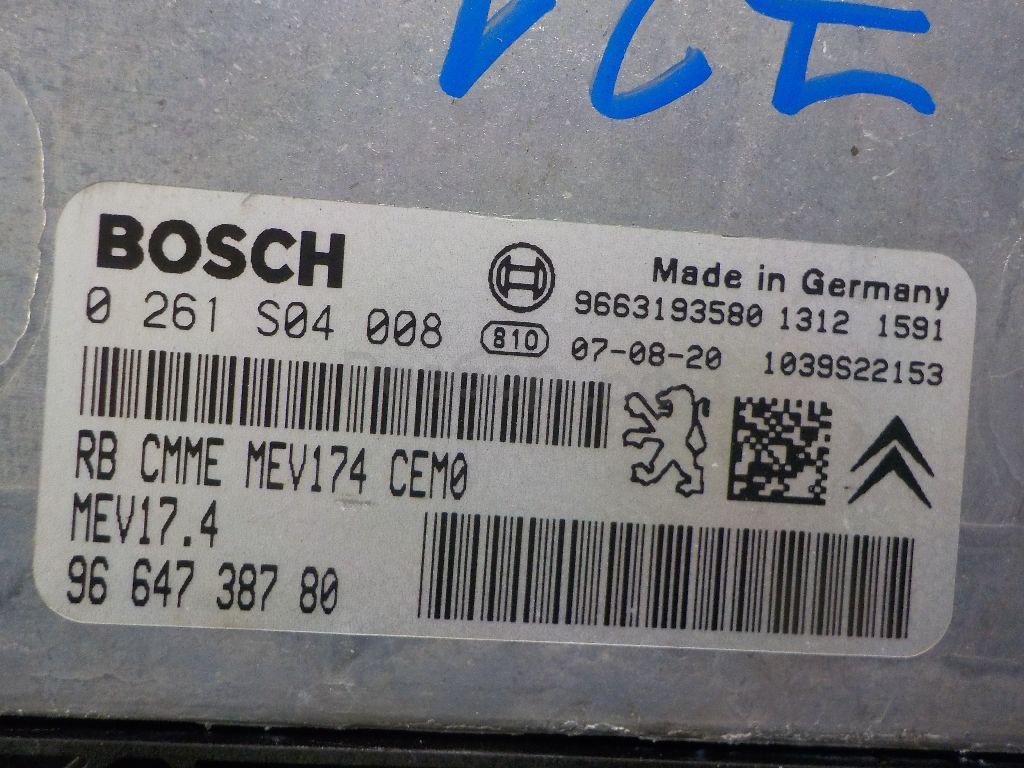 VCE
BOSCH
Made in Germany
0 261 S04 008
9663193580 1312 1591
810 07-08-20 1039S22153
RB CMME MEV174 CEM0
MEV17.4
96 647 387 80